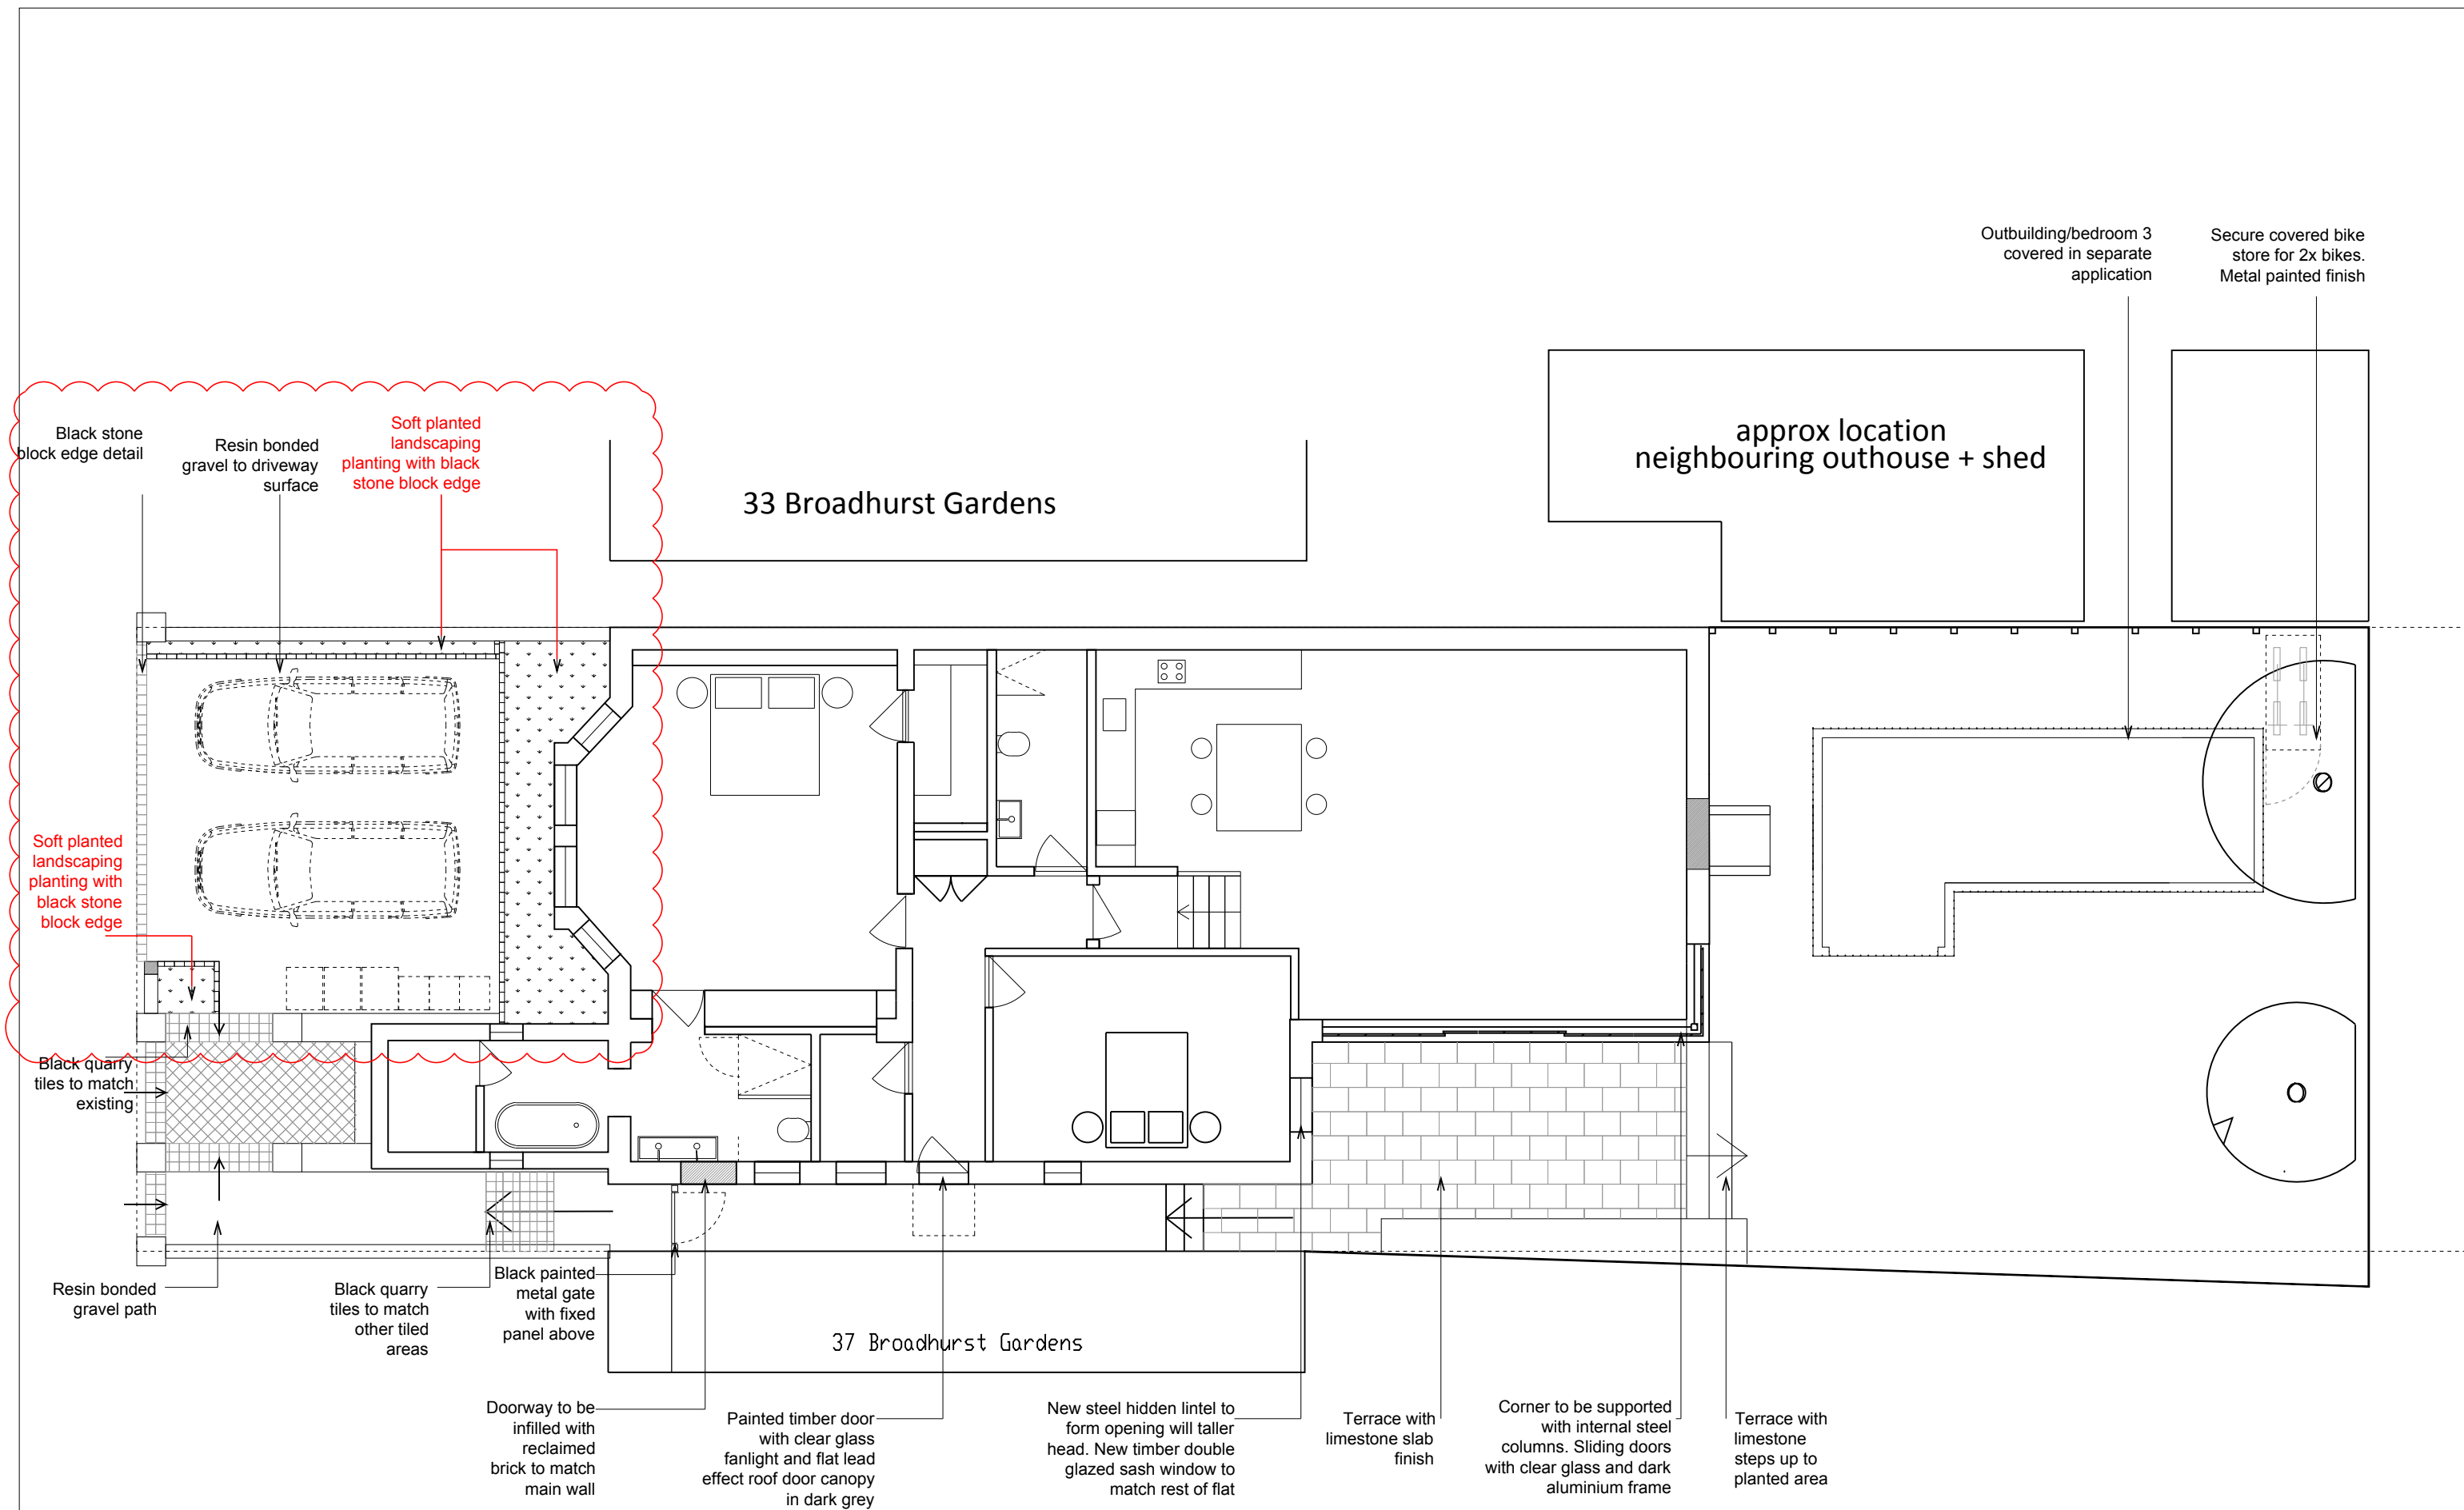 Outbuilding/bedroom 3
covered in separate
application
Secure covered bike
store for 2x bikes.
Metal painted finish
Black stone
block edge detail
Resin bonded
gravel to driveway
surface
Soft planted
landscaping
planting with black
stone block edge
33 Broadhurst Gardens
approx location
neighbouring outhouse + shed
Soft planted
landscaping
planting with
black stone
block edge
Black quarry
tiles to match
existing
Resin bonded
gravel path
Black quarry
tiles to match
other tiled
areas
Black painted
metal gate
with fixed
panel above
37 Broadhurst Gardens
Doorway to be
infilled with
reclaimed
brick to match
main wall
Painted timber door
with clear glass
fanlight and flat lead
effect roof door canopy
in dark grey
New steel hidden lintel to
form opening will taller
head. New timber double
glazed sash window to
match rest of flat
Terrace with
limestone slab
finish
Corner to be supported
with internal steel
columns. Sliding doors
with clear glass and dark
aluminium frame
Terrace with
limestone
steps up to
planted area